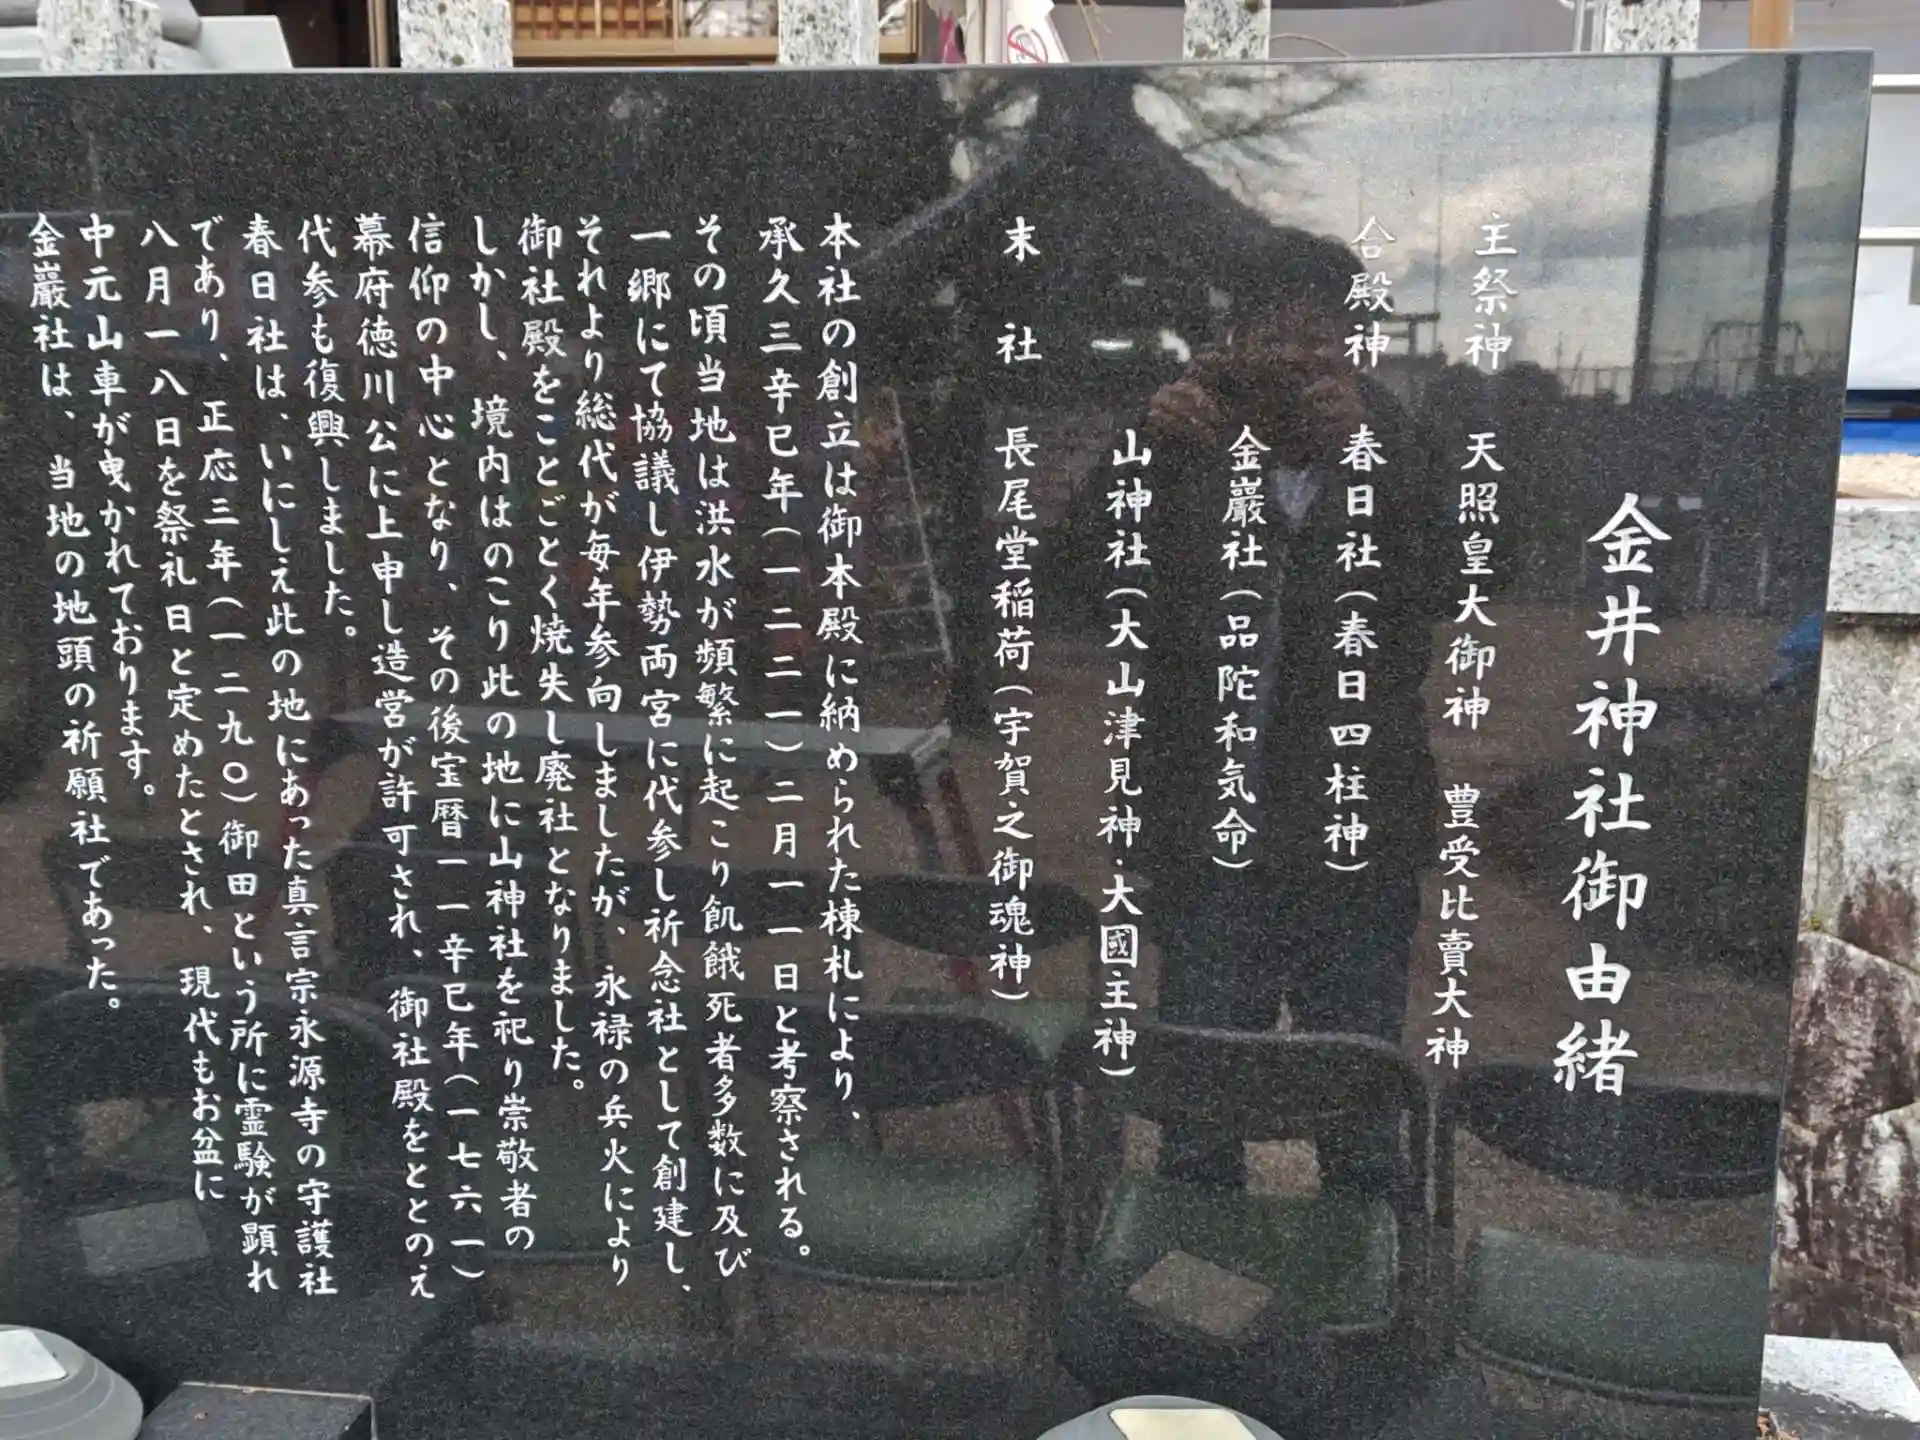 金井神社御由緒
主祭神 天照皇大御神 豊受比賣大神
合殿神 春日社（春日四柱神）
金巖社（品陀和気命）
山神社（大山津見神・大國主神）
末社 長尾堂稲荷（宇賀之御魂神）
本社の創立は御本殿に納められた棟札により、
承久三辛巳年（一二二一）二月一一日と考察される。
その頃当地は洪水が頻繁に起こり飢餓死者多数に及び
一郷にて協議し伊勢両宮に代参し祈念社として創建し、
それより総代が毎年参向しましたが、永禄の兵火により
御社殿をことごとく焼失し廃社となりました。
しかし、境内はのこり此の地に山神社を祀り崇敬者の
信仰の中心となり、その後宝暦一一辛巳年（一七六一）
幕府徳川公に上申し造営が許可され、御社殿をととのえ
代参も復興しました。
春日社は、いにしえ此の地にあった真言宗永源寺の守護社
であり、正応三年（一二九〇）御田という所に霊験が顕れ
八月一八日を祭礼日と定めたとされ、現代もお盆に
中元山車が曳かれております。
金巖社は、当地の地頭の祈願社であった。